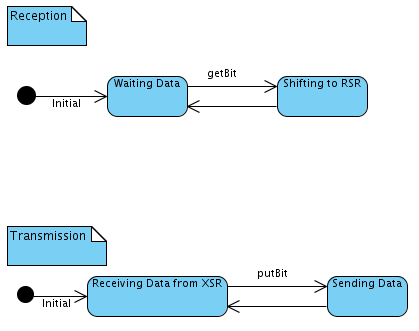 Reception
getBit
Waiting Data
Shifting to RSR
Initial
Transmission
putBit
Receiving Data from XSR
Sending Data
Initial